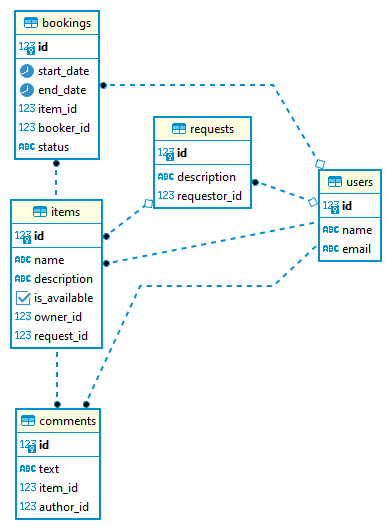 bookings
123 id
start_date
end_date
123 item_id
123 booker_id
ABC status
requests
123 id
ABC description
123 requestor_id
users
123 id
ABC name
ABC email
items
123 id
ABC name
ABC description
is_available
123 owner_id
123 request_id
comments
123 id
ABC text
123 item_id
123 author_id